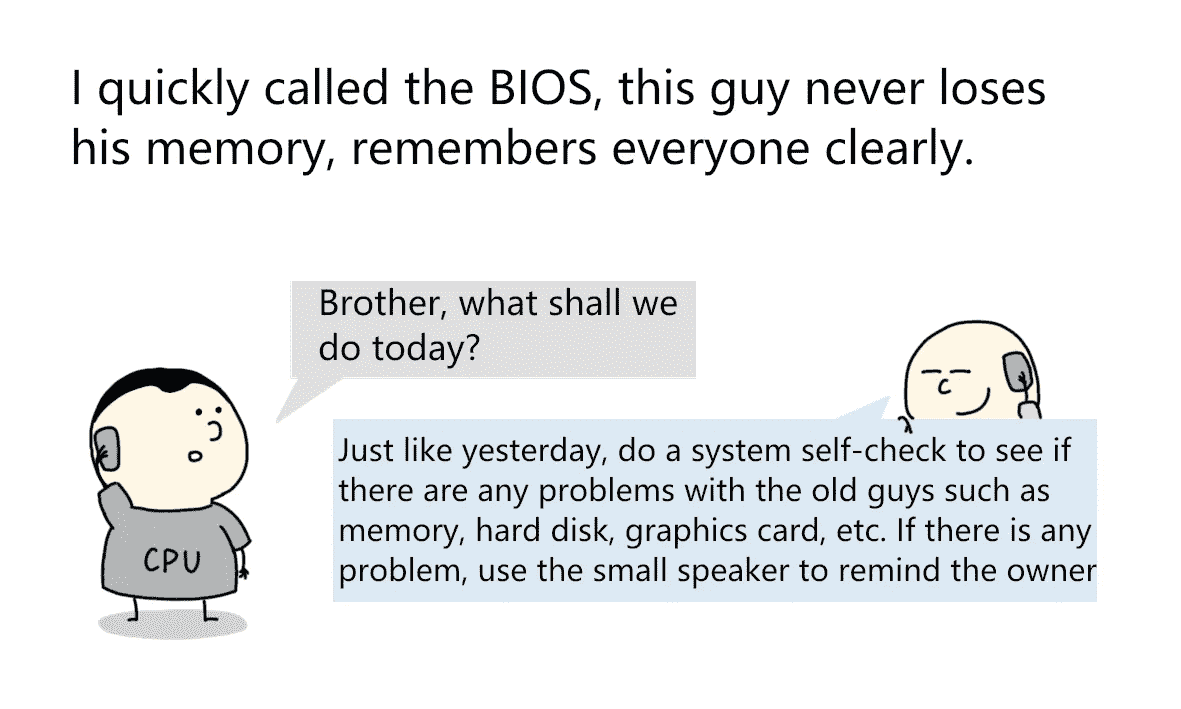 I quickly called the BIOS, this guy never loses
his memory, remembers everyone clearly.
Brother, what shall we
do today?
Just like yesterday, do a system self-check to see if
there are any problems with the old guys such as
memory, hard disk, graphics card, etc. If there is any
problem, use the small speaker to remind the owner
CPU